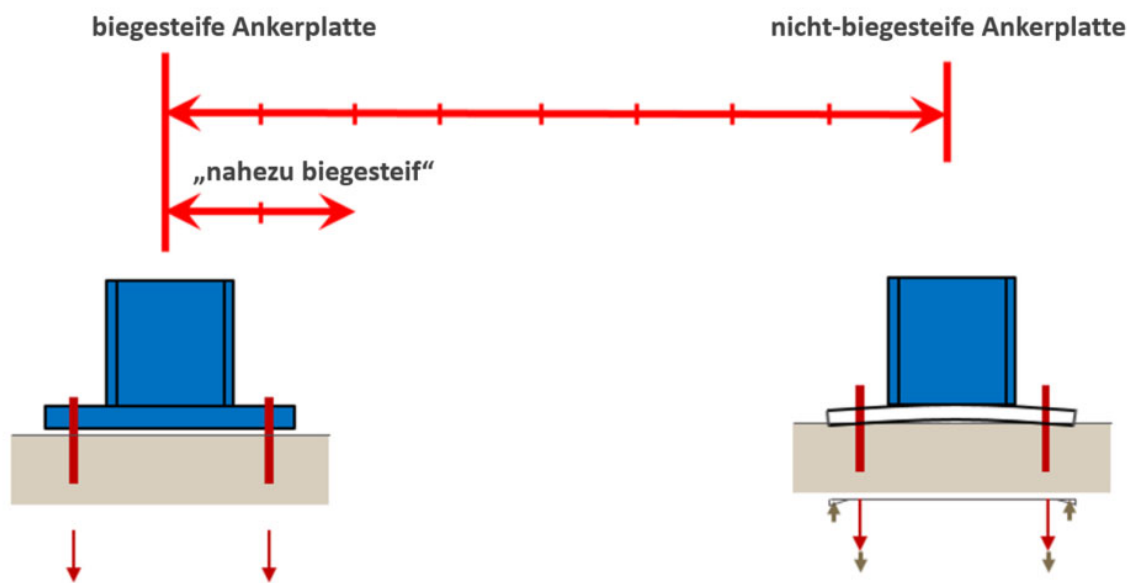 biegesteife Ankerplatte
nicht-biegesteife Ankerplatte
„nahezu biegesteif“